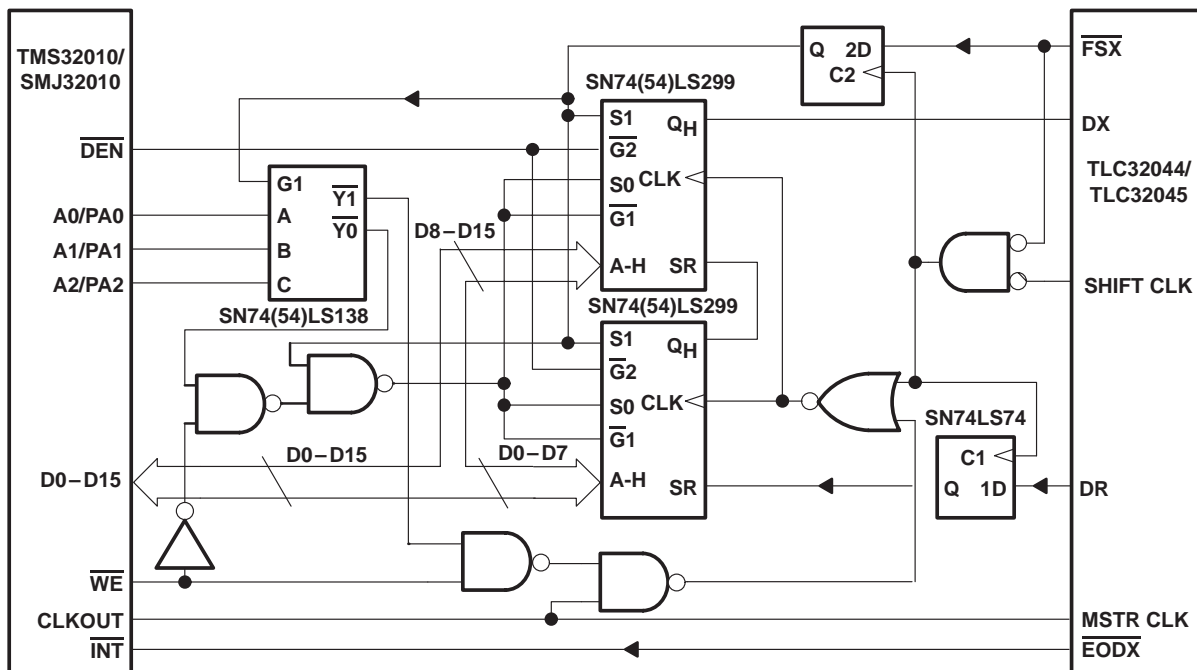 TMS32010/
SMJ32010
DEN
A0/PA0
A1/PA1
A2/PA2
D0–D15
WE
CLKOUT
INT
G1
A
B
C
Y1
Y0
SN74(54)LS138
D8–D15
D0–D15
D0–D7
SN74(54)LS299
S1
G2
S0
G1
A-H
QH
CLK
SR
SN74(54)LS299
S1
G2
S0
G1
A-H
QH
CLK
SR
Q 2D
C2
SN74LS74
C1
Q 1D
FSX
DX
TLC32044/
TLC32045
SHIFT CLK
DR
MSTR CLK
EODX